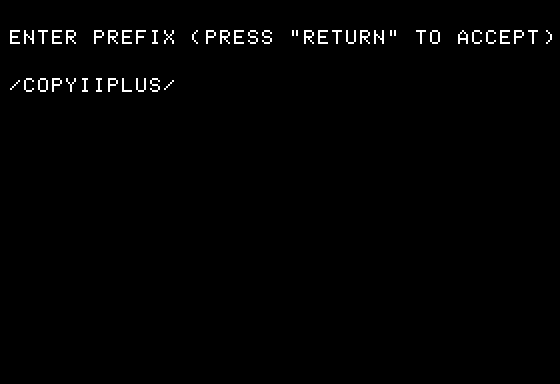 ENTER PREFIX (PRESS "RETURN" TO ACCEPT)
/COPYIIPLUS/